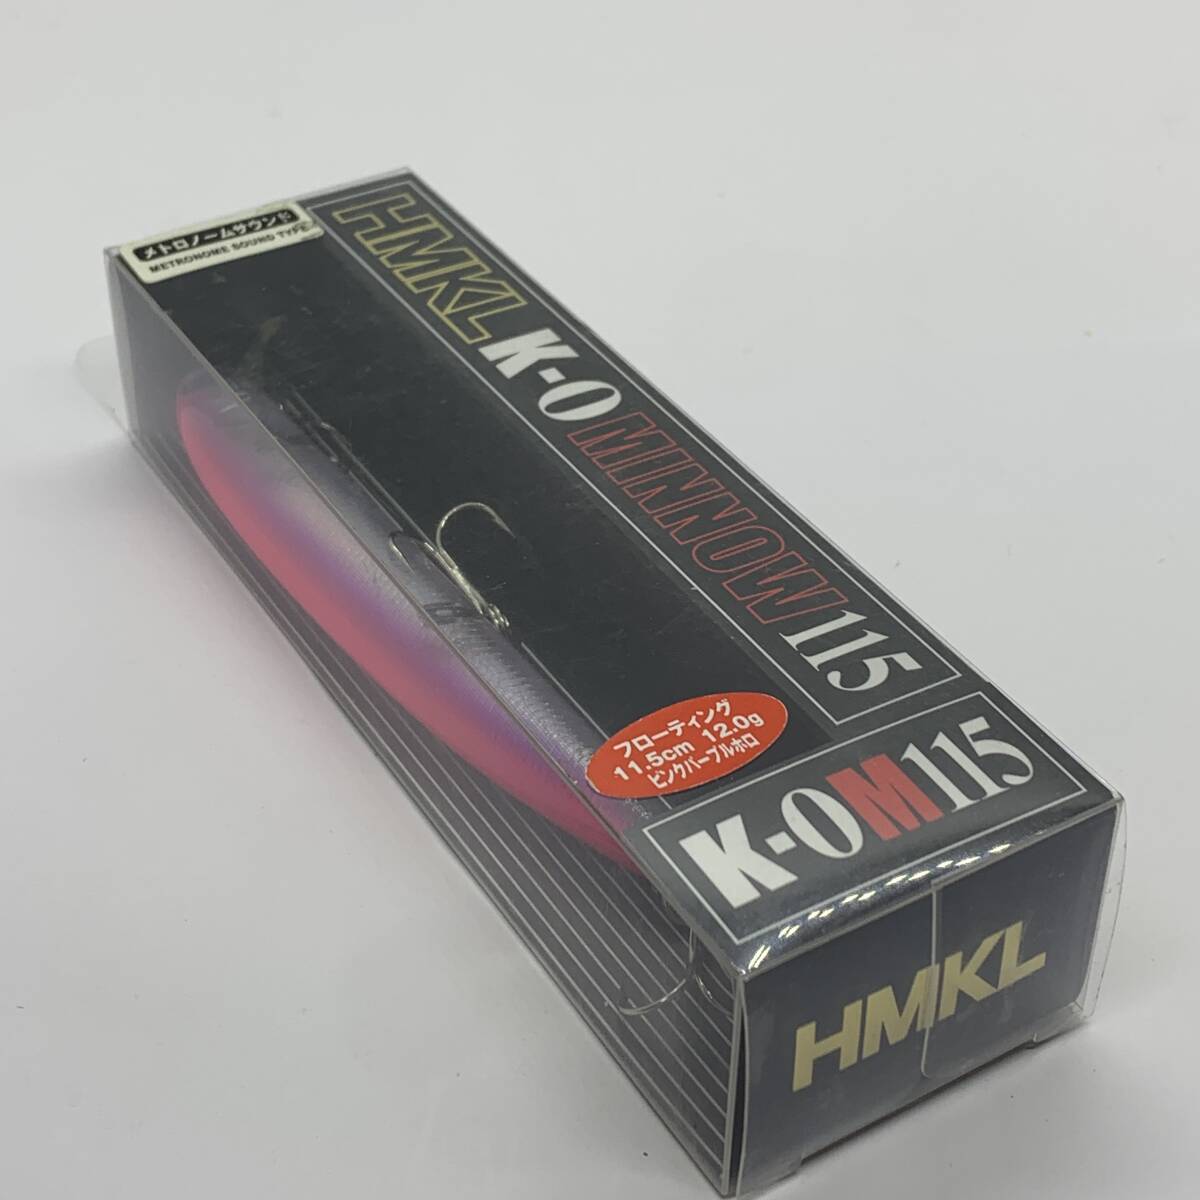 メトロノームサウンド
METRONOME SOUND TYPE
HMKL K-0 MINNOW 115
フローティング
11.5cm 12.0g
ピンクパープルホロ
K-0M115
HMKL